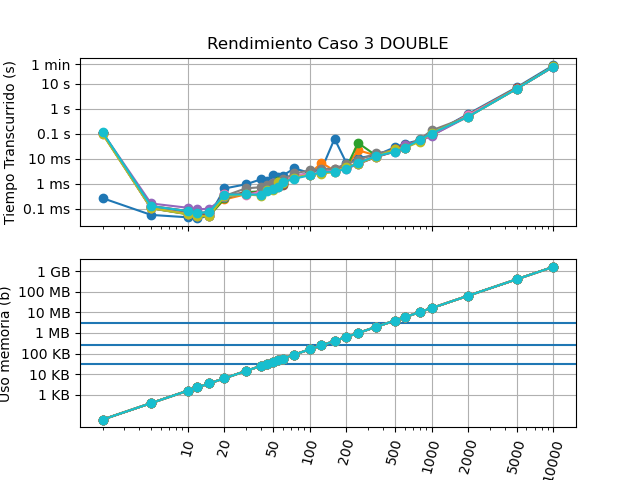 Rendimiento Caso 3 DOUBLE
Tiempo Transcurrido (s)
1 min
10 s
1 s
0.1 s
10 ms
1 ms
0.1 ms
Uso memoria (b)
1 GB
100 MB
10 MB
1 MB
100 KB
10 KB
1 KB
10
20
50
100
200
500
1000
2000
5000
10000